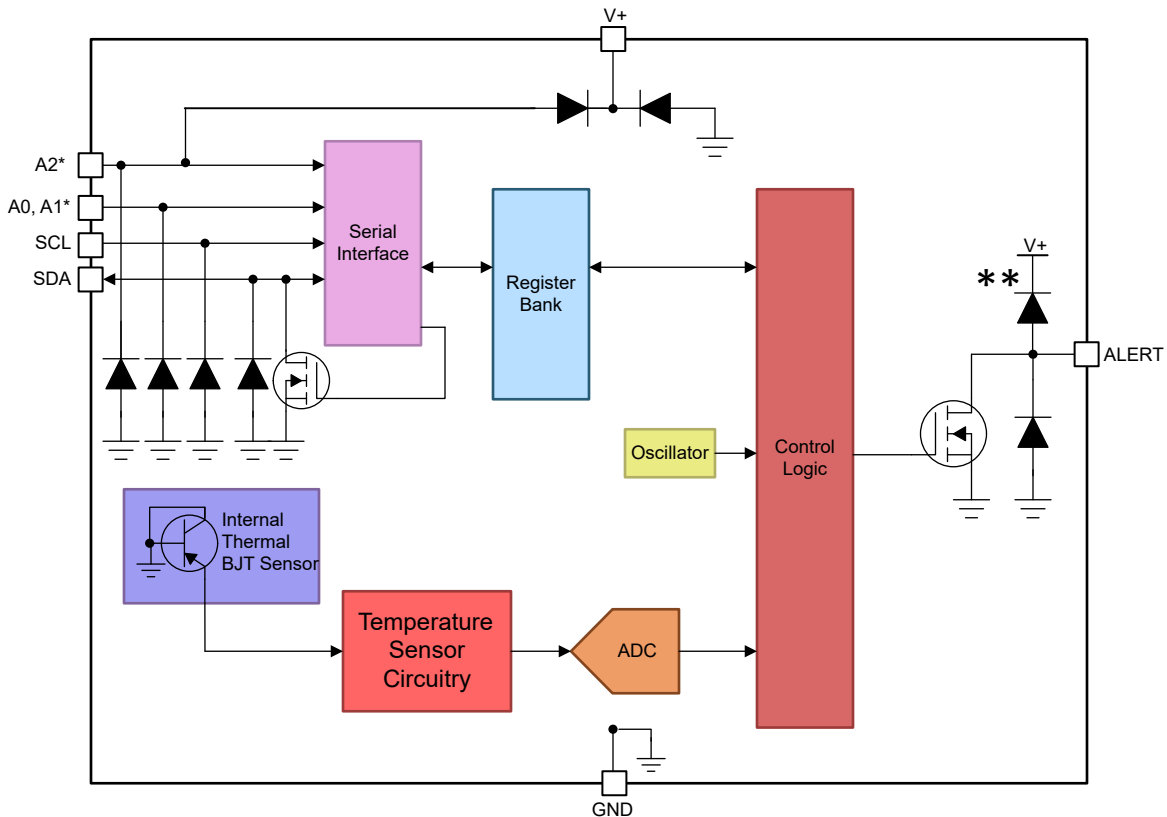 V+
A2*
A0, A1*
SCL
SDA
Serial
Interface
Register
Bank
Control
Logic
V+
**
ALERT
Oscillator
Internal
Thermal
BJT Sensor
Temperature
Sensor
Circuitry
ADC
GND